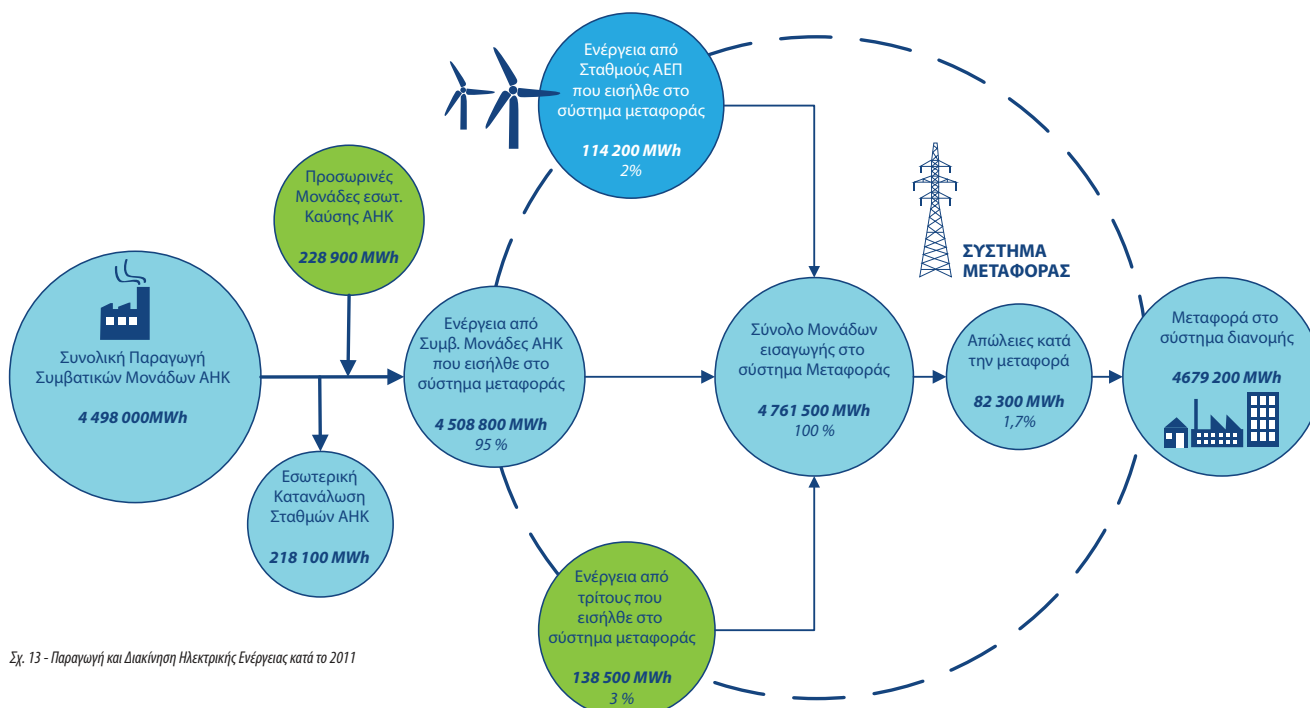 Ενέργεια από
Σταθμούς ΑΕΠ
που εισήλθε στο
σύστημα μεταφοράς
114 200 MWh
2%
Προσωρινές
Μονάδες εσωτ.
Καύσης ΑΗΚ
228 900 MWh
ΣΥΣΤΗΜΑ
ΜΕΤΑΦΟΡΑΣ
Συνολική Παραγωγή
Συμβατικών Μονάδων ΑΗΚ
4 498 000MWh
Ενέργεια από
Συμβ. Μονάδες ΑΗΚ
που εισήλθε στο
σύστημα μεταφοράς
4 508 800 MWh
95 %
Σύνολο Μονάδων
εισαγωγής στο
σύστημα Μεταφοράς
4 761 500 MWh
100 %
Απώλειες κατά
την μεταφορά
82 300 MWh
1,7%
Μεταφορά στο
σύστημα διανομής
4679 200 MWh
Εσωτερική
Κατανάλωση
Σταθμών ΑΗΚ
218 100 MWh
Ενέργεια από
τρίτους που
εισήλθε στο
σύστημα μεταφοράς
138 500 MWh
3 %
Σχ. 13 - Παραγωγή και Διακίνηση Ηλεκτρικής Ενέργειας κατά το 2011